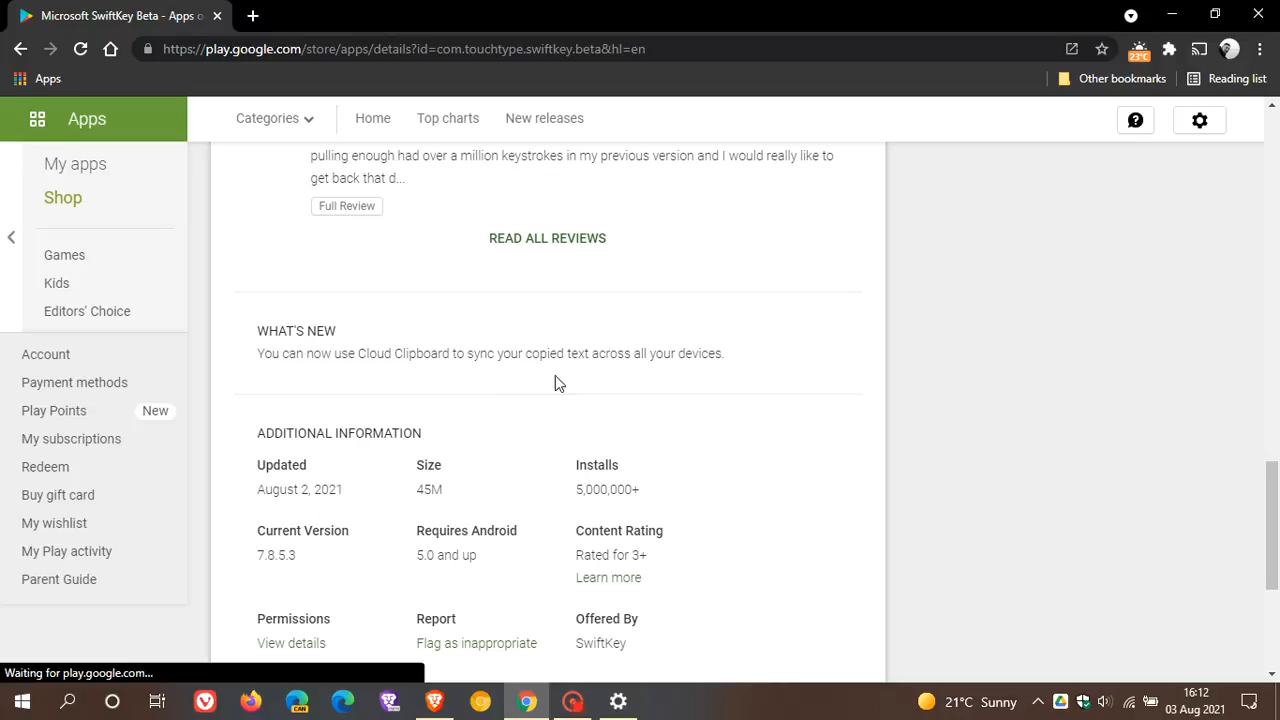 Microsoft SwiftKey Beta - Apps o
https://play.google.com/store/apps/details?id=com.touchtype.swiftkey.beta&hl=en
23°C
Apps
Other bookmarks
Reading list
Apps
Categories
Home
Top charts
New releases
My apps
Shop
Games
Kids
Editors' Choice
Account
Payment methods
Play Points
New
My subscriptions
Redeem
Buy gift card
My wishlist
My Play activity
Parent Guide
pulling enough had over a million keystrokes in my previous version and I would really like to
get back that d...
Full Review
READ ALL REVIEWS
WHAT'S NEW
You can now use Cloud Clipboard to sync your copied text across all your devices.
ADDITIONAL INFORMATION
Updated
August 2, 2021
Size
45M
Installs
5,000,000+
Current Version
7.8.5.3
Requires Android
5.0 and up
Content Rating
Rated for 3+
Learn more
Permissions
View details
Report
Flag as inappropriate
Offered By
SwiftKey
Waiting for play.google.com...
CAN
21°C Sunny
16:12
03 Aug 2021